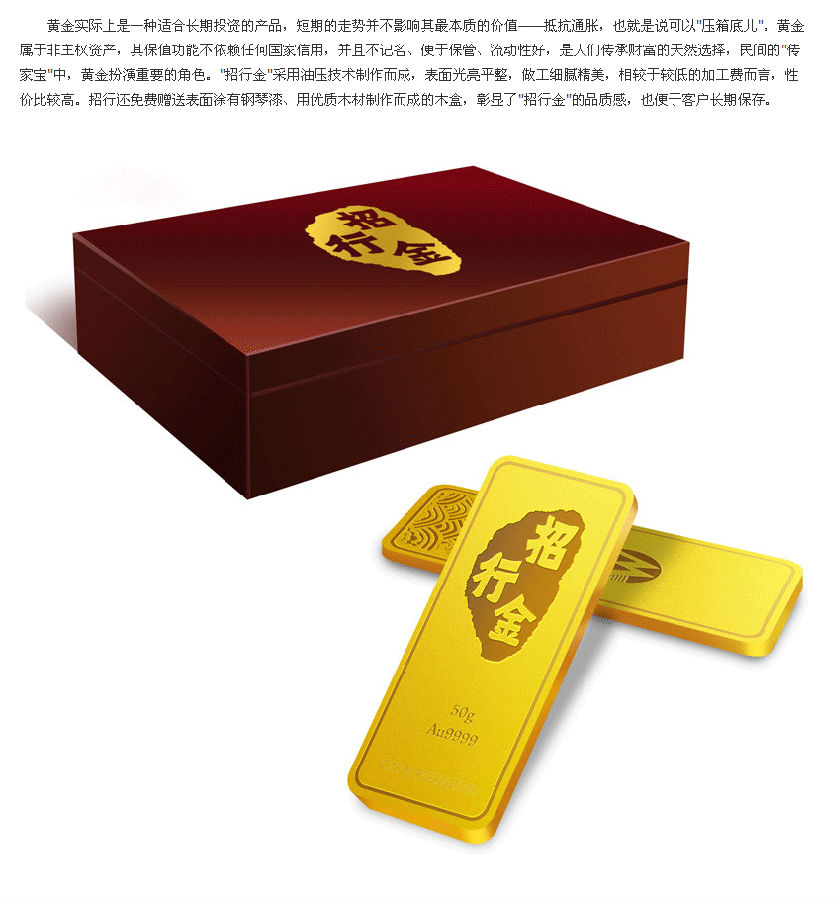 黄金实际上是一种适合长期投资的产品，短期的走势并不影响其最本质的价值——抵抗通胀，也就是说可以"压箱底儿"。黄金
属于非主权资产，其保值功能不依赖任何国家信用，并且不记名、便于保管、流动性好，是人们传承财富的天然选择，民间的"传
家宝"中，黄金扮演重要的角色。"招行金"采用油压技术制作而成，表面光亮平整，做工细腻精美，相较于较低的加工费而言，性
价比较高。招行还免费赠送表面涂有钢琴漆、用优质木材制作而成的木盒，彰显了"招行金"的品质感，也便于客户长期保存。
招
行金
招
行
金
50g
Au9999